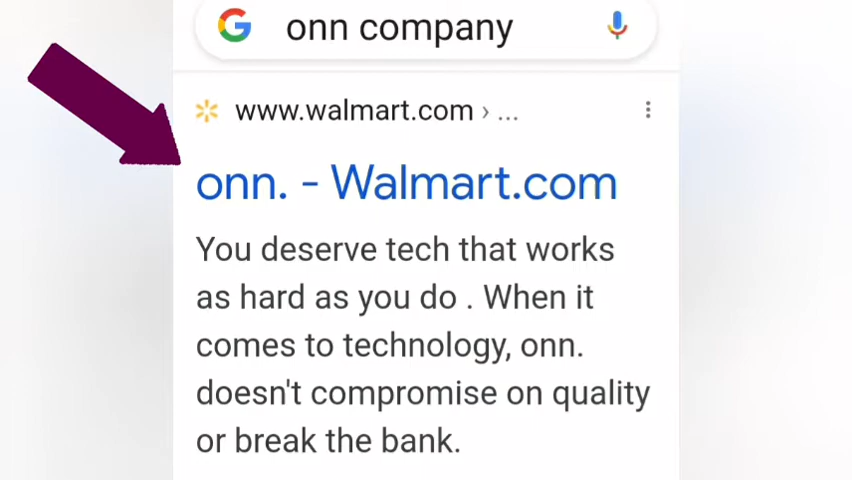 onn company
www.walmart.com › ...
onn. - Walmart.com
You deserve tech that works
as hard as you do . When it
comes to technology, onn.
doesn't compromise on quality
or break the bank.